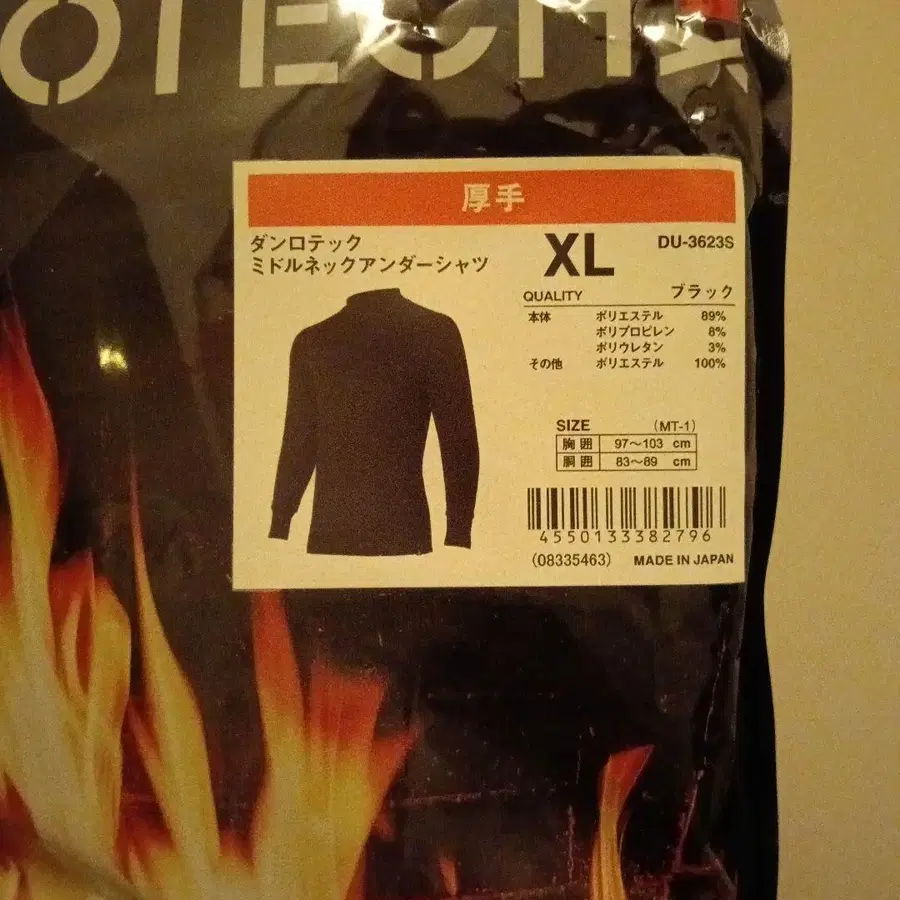 OTECH
厚手
ダンロテック
ミドルネックアンダーシャツ
XL
DU-3623S
QUALITY ブラック
本体 ポリエステル 89%
ポリプロピレン 8%
ポリウレタン 3%
その他 ポリエステル 100%
SIZE (MT-1)
胸囲 97〜103 cm
胴囲 83〜89 cm
4550133382796
(08335463) MADE IN JAPAN